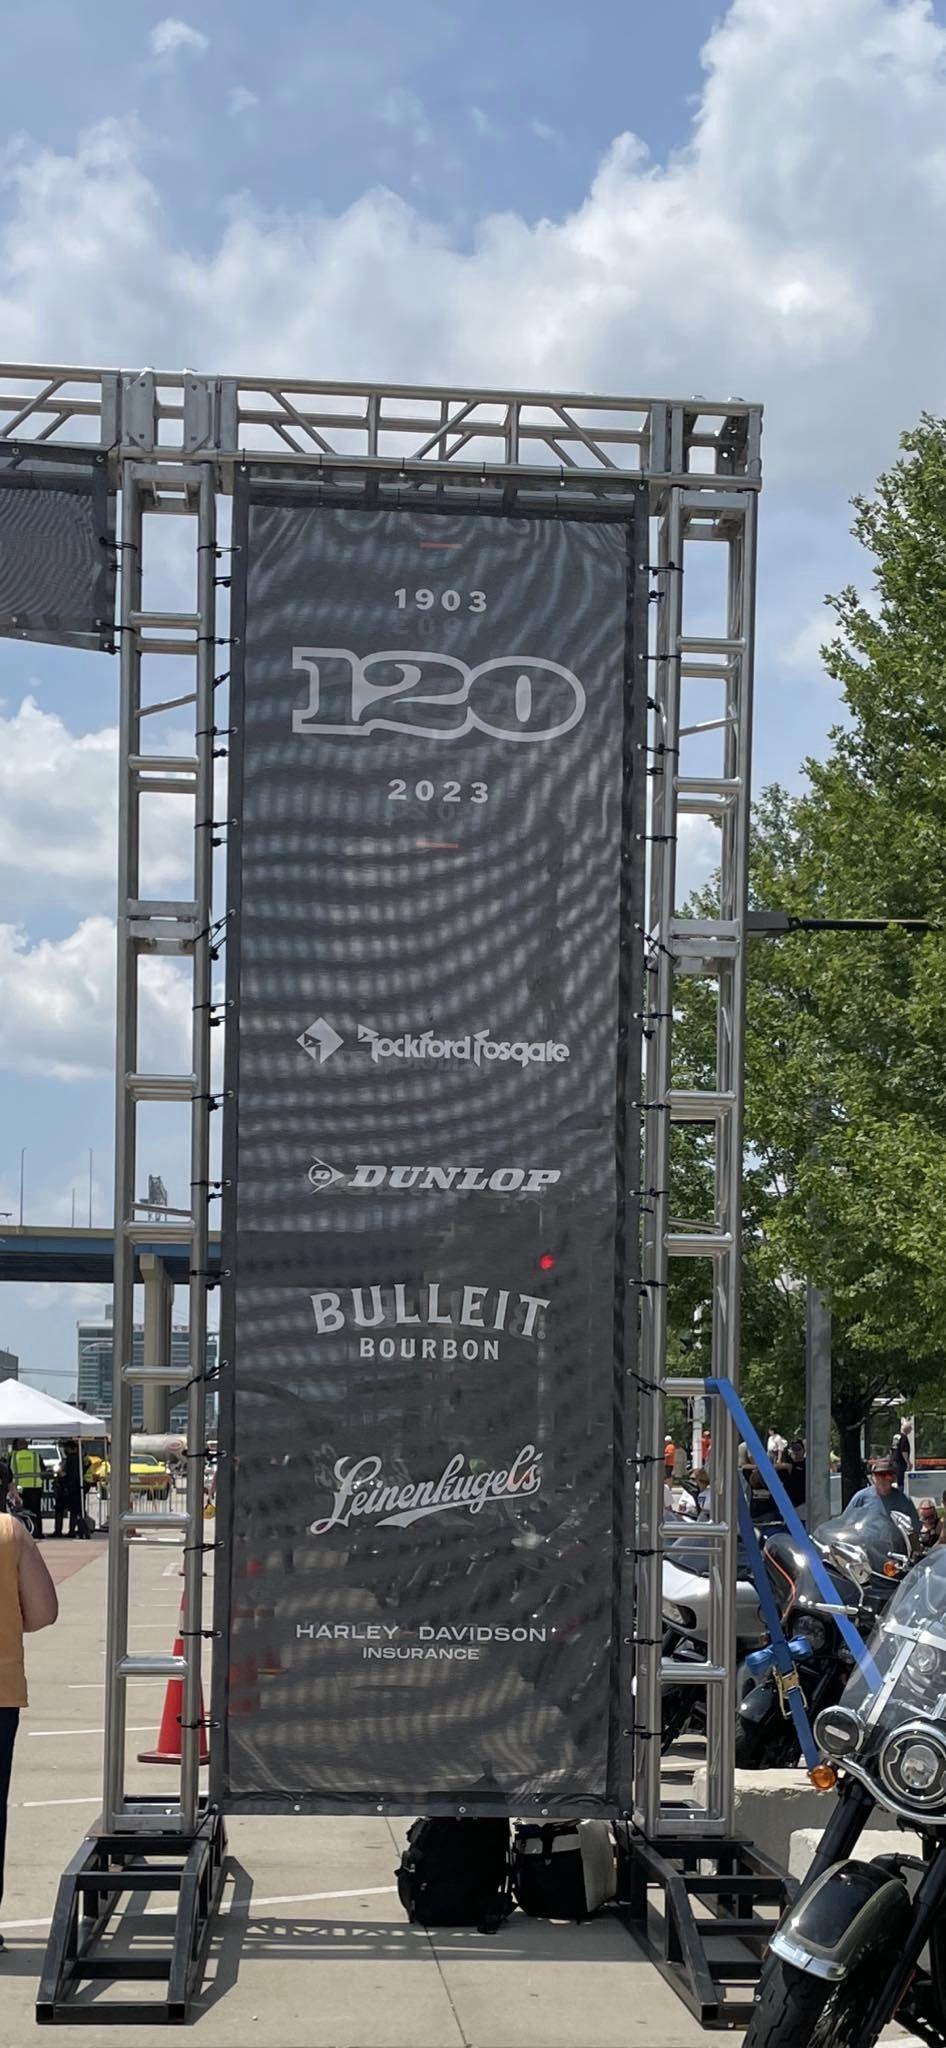 1903
120
2023
Rockford Fosgate
D DUNLOP
BULLEIT
BOURBON
Leinenkugel's
HARLEY-DAVIDSON
INSURANCE